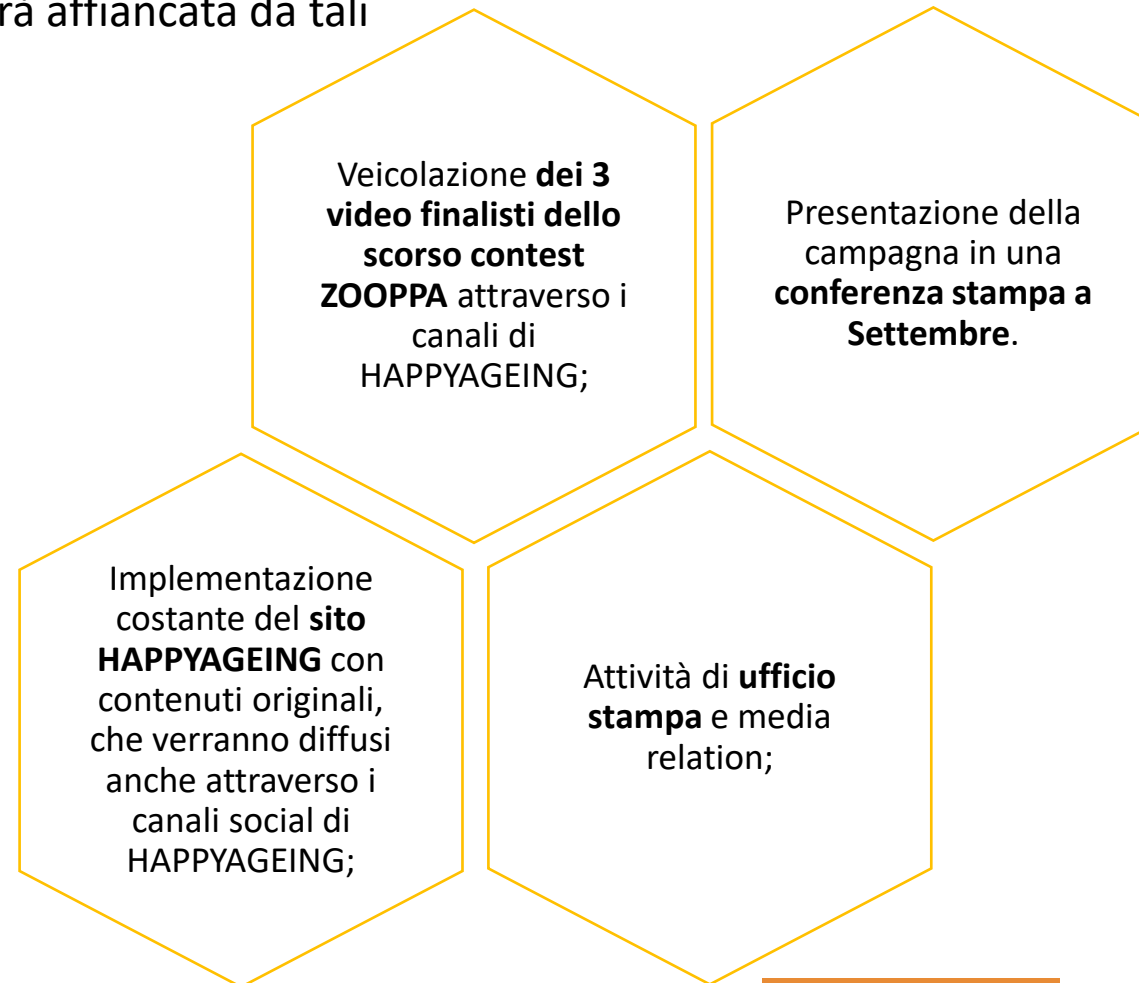 rà affiancata da tali
Veicolazione dei 3
video finalisti dello
scorso contest
ZOOPPA attraverso i
canali di
HAPPYAGEING;
Presentazione della
campagna in una
conferenza stampa a
Settembre.
Implementazione
costante del sito
HAPPYAGEING con
contenuti originali,
che verranno diffusi
anche attraverso i
canali social di
HAPPYAGEING;
Attività di ufficio
stampa e media
relation;